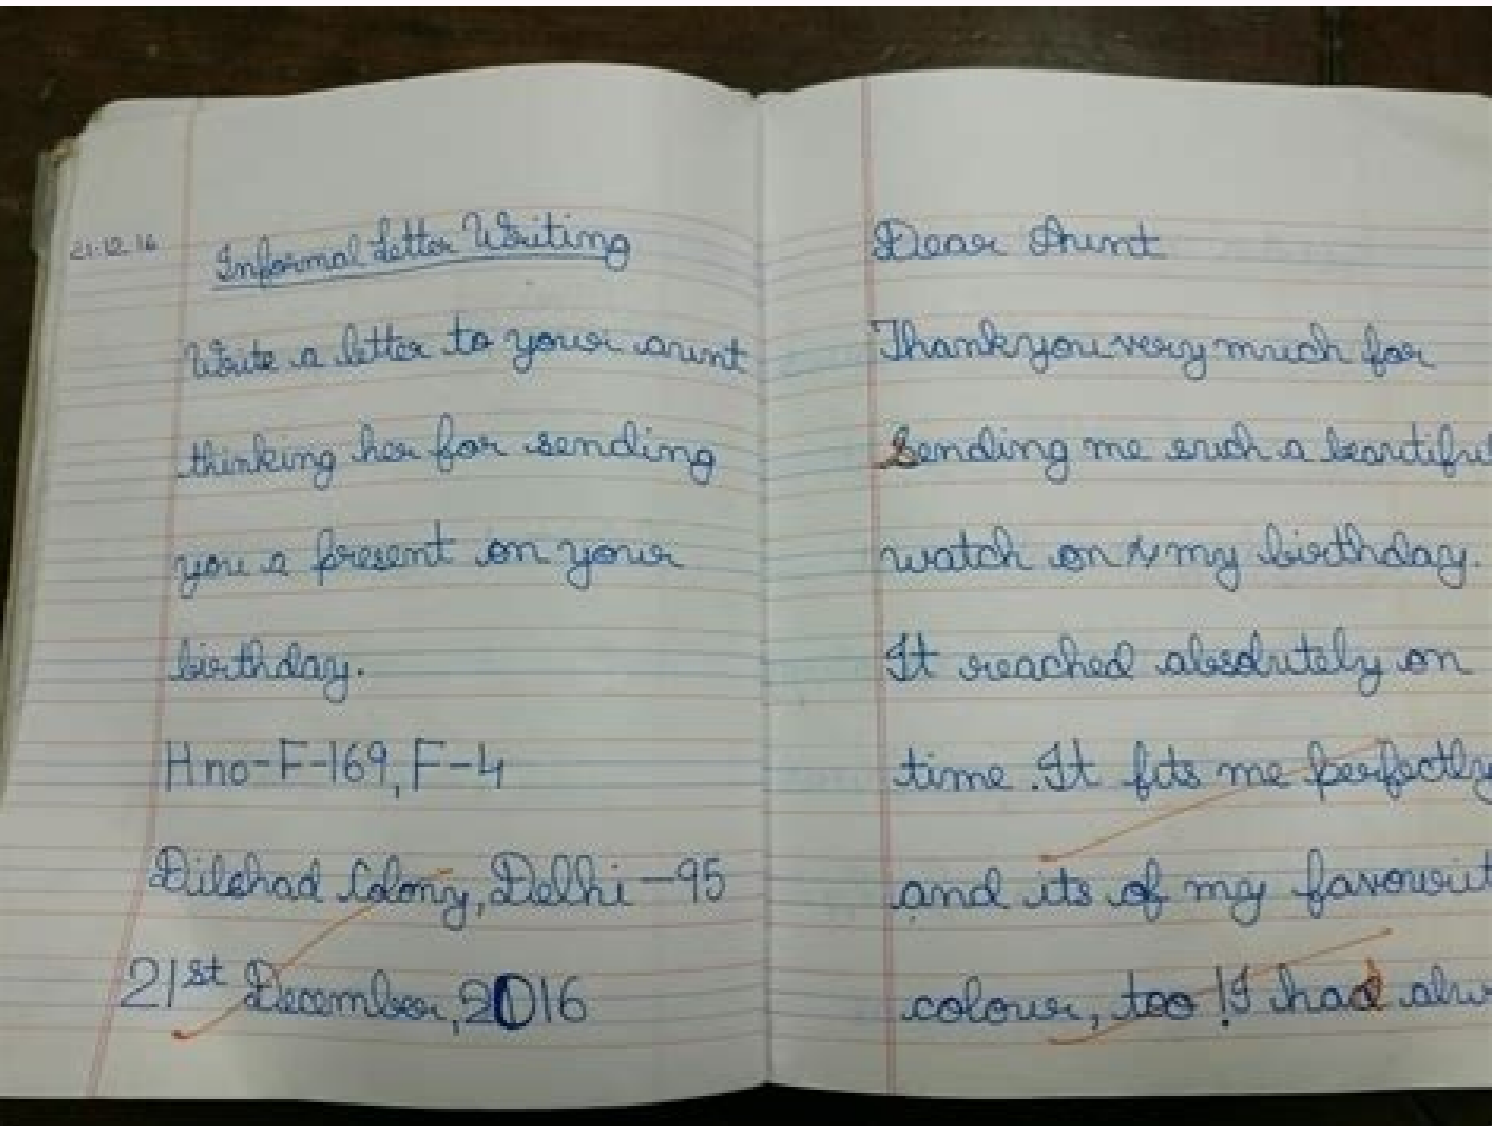 21.12.16
Informal Letter Writing
Write a letter to your aunt
thinking her for sending
you a present on your
birthday.
H no-F-169, F-4
Dilshad Colony, Delhi-95
21st December, 2016
Dear Aunt
Thankyou very much for
Sending me such a beautiful
watch on my birthday.
It reached absolutely on
time. It fits me perfectly
and its of my favourit
colour, too! I had alw